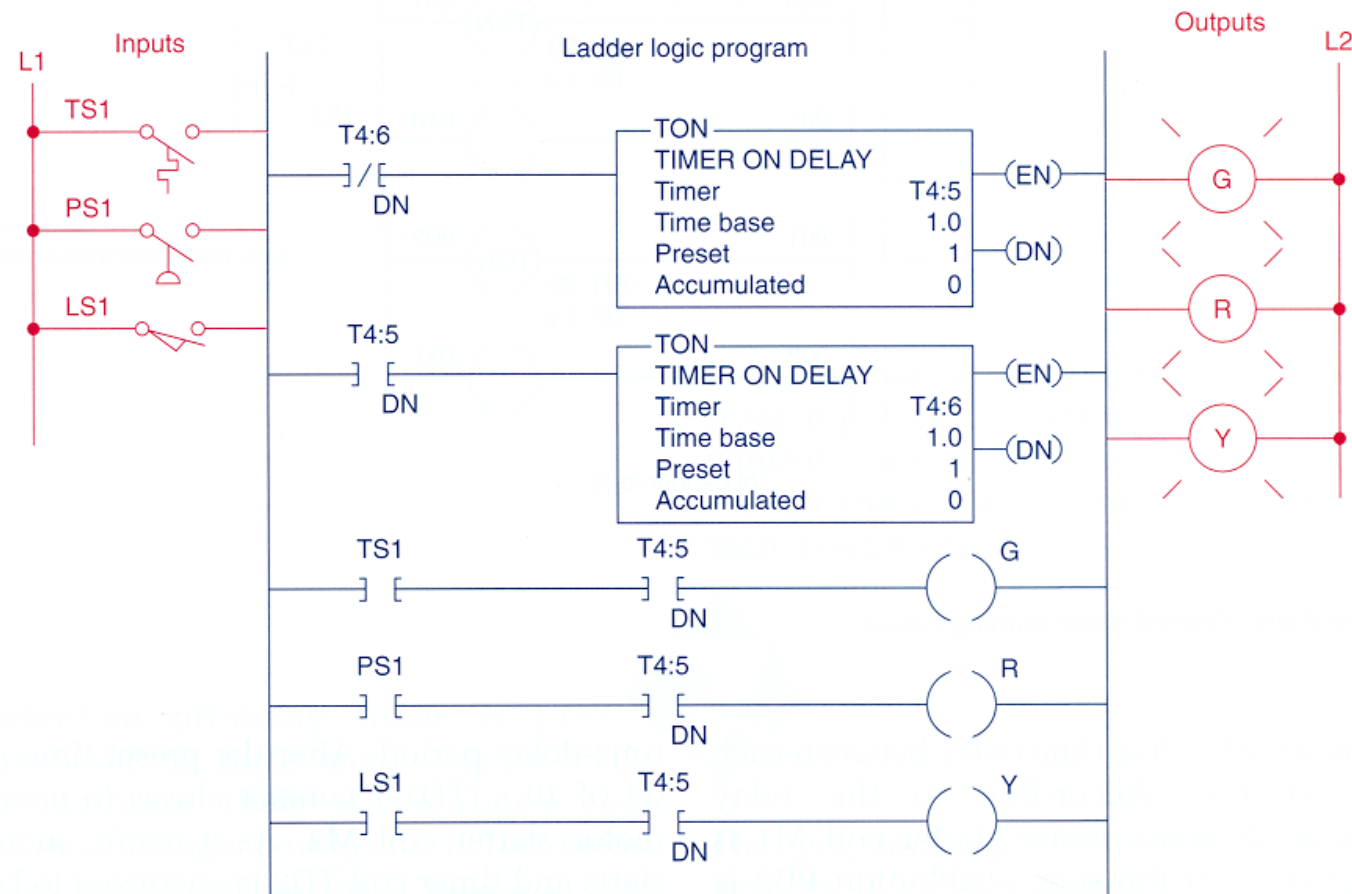 Inputs
Ladder logic program
Outputs
L1
L2
TS1
PS1
LS1
T4:6
DN
TON
TIMER ON DELAY
Timer T4:5
Time base 1.0
Preset 1
Accumulated 0
(EN)
(DN)
G
R
Y
T4:5
DN
TON
TIMER ON DELAY
Timer T4:6
Time base 1.0
Preset 1
Accumulated 0
(EN)
(DN)
TS1 T4:5 G
DN
PS1 T4:5 R
DN
LS1 T4:5 Y
DN